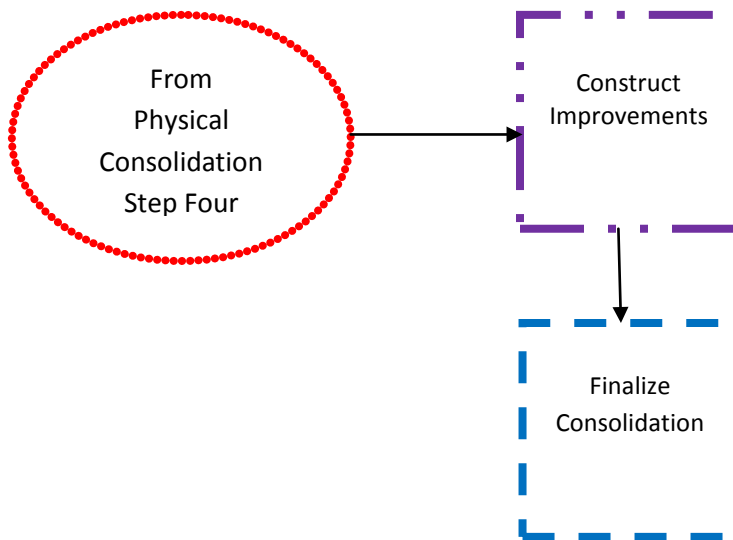 From
Physical
Consolidation
Step Four
Construct
Improvements
Finalize
Consolidation